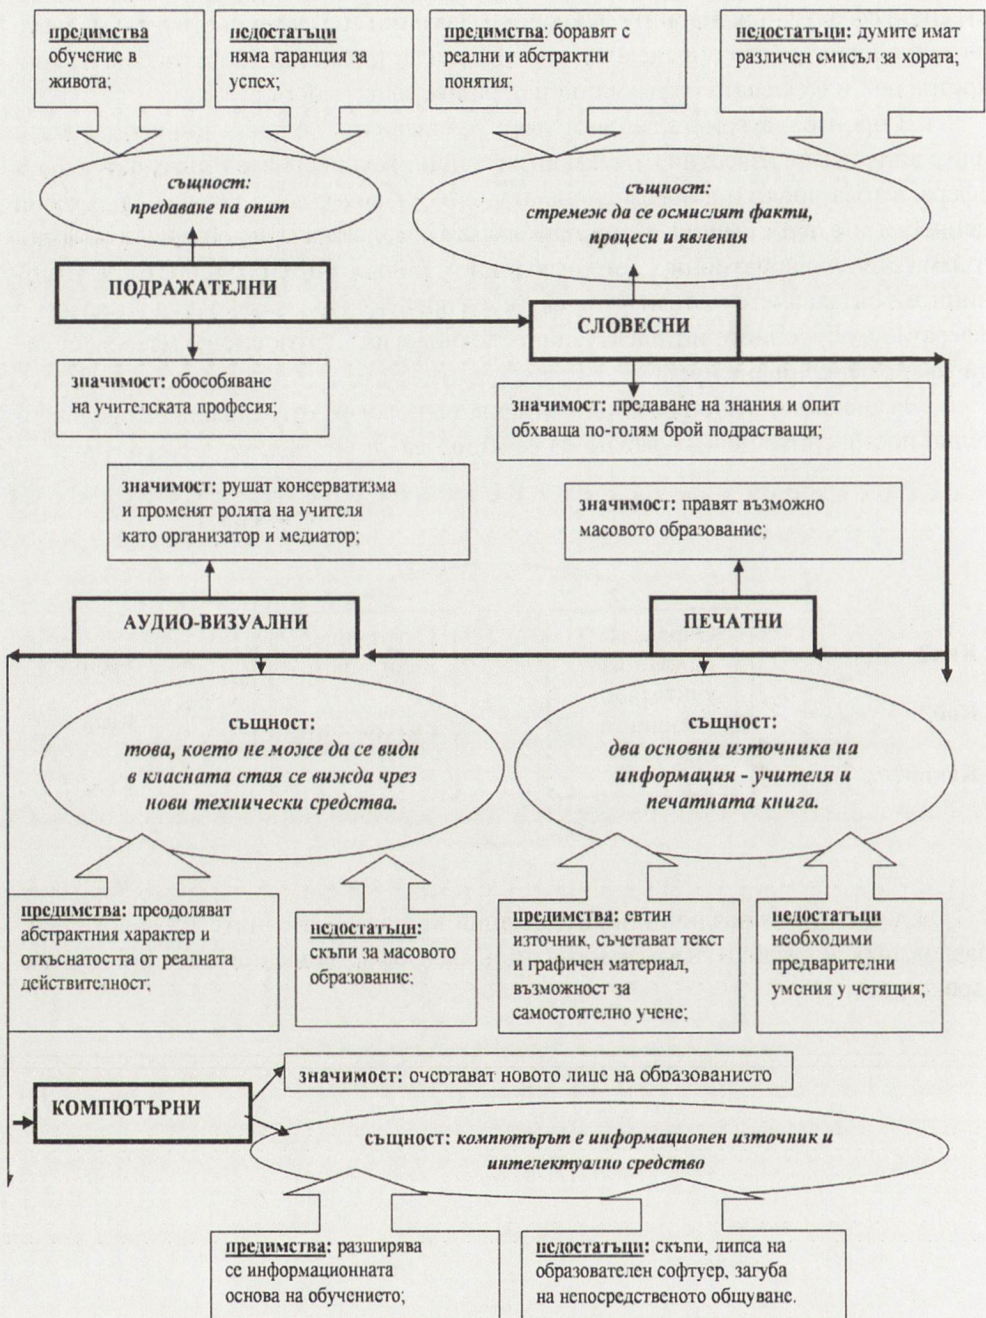 предимства
обучение в
живота;
недостатъци
няма гаранция за
успех;
предимства: боравят с
реални и абстрактни
понятия;
недостатъци: думите имат
различен смисъл за хората;
същност:
предаване на опит
същност:
стремеж да се осмислят факти,
процеси и явления
ПОДРАЖАТЕЛНИ
СЛОВЕСНИ
значимост: обособяване
на учителската професия;
значимост: предаване на знания и опит
обхваща по-голям брой подрастващи;
значимост: рушат консерватизма
и променят ролята на учителя
като организатор и медиатор;
значимост: правят възможно
масовото образование;
АУДИО-ВИЗУАЛНИ
ПЕЧАТНИ
същност:
това, което не може да се види
в класната стая се вижда чрез
нови технически средства.
същност:
два основни източника на
информация - учителя и
печатната книга.
предимства: преодоляват
абстрактния характер и
откъснатостта от реалната
действителност;
недостатъци:
скъпи за масовото
образование;
предимства: евтин
източник, съчетават текст
и графичен материал,
възможност за
самостоятелно учене;
недостатъци
необходими
предварителни
умения у четящия;
КОМПЮТЪРНИ
значимост: очертават новото лице на образованието
същност: компютърът е информационен източник и
интелектуално средство
предимства: разширява
се информационната
основа на обучението;
недостатъци: скъпи, липса на
образователен софтуер, загуба
на непосредственото общуване.